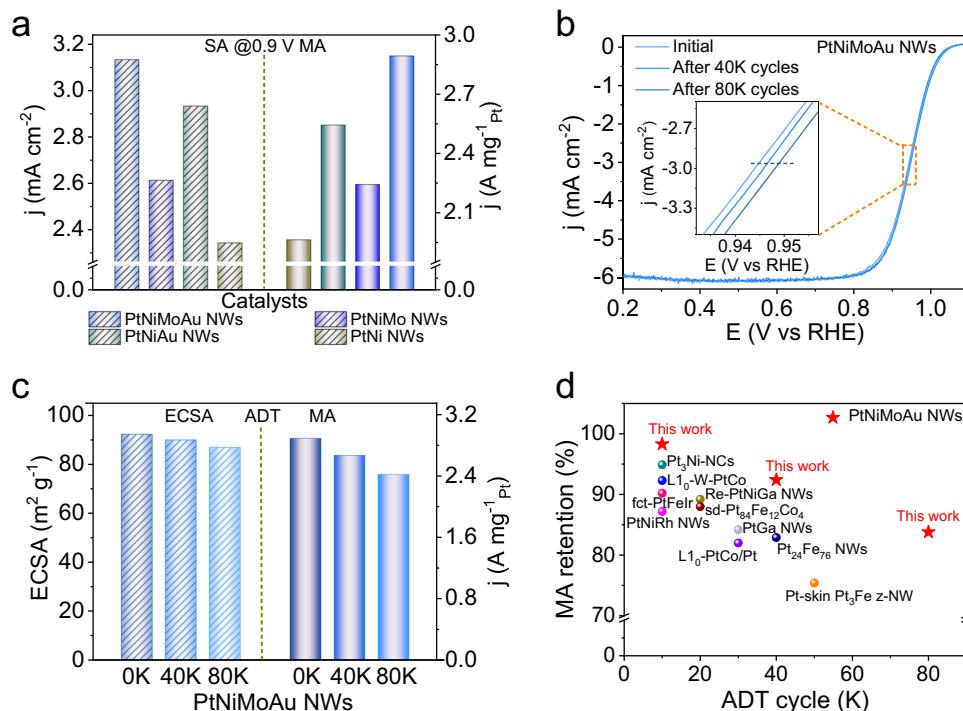 a
SA @0.9 V MA
j (mA cm⁻²)
3.2
3.0
2.8
2.6
2.4
0.0
3.0
2.7
2.4
2.1
0.0
j (A mg⁻¹Pt)
Catalysts
PtNiMoAu NWs
PtNiMo NWs
PtNiAu NWs
PtNi NWs
b
Initial
After 40K cycles
After 80K cycles
PtNiMoAu NWs
j (mA cm⁻²)
0
-1
-2
-3
-4
-5
-6
-2.7
-3.0
-3.3
j (mA cm⁻²)
0.94 0.95
E (V vs RHE)
0.2 0.4 0.6 0.8 1.0
E (V vs RHE)
c
ECSA ADT MA
ECSA (m² g⁻¹)
100
80
60
40
20
0
3.2
2.4
1.6
0.8
0.0
j (A mg⁻¹Pt)
0K 40K 80K 0K 40K 80K
PtNiMoAu NWs
d
MA retention (%)
100
90
80
70
0
PtNiMoAu NWs
This work
Pt₃Ni-NCs
This work
L1₀-W-PtCo
Re-PtNiGa NWs
fct-PtFeIr
sd-Pt₈₄Fe₁₂Co₄
This work
PtNiRh NWs
PtGa NWs
L1₀-PtCo/Pt
Pt₂₄Fe₇₆ NWs
Pt-skin Pt₃Fe z-NW
0 20 40 60 80
ADT cycle (K)